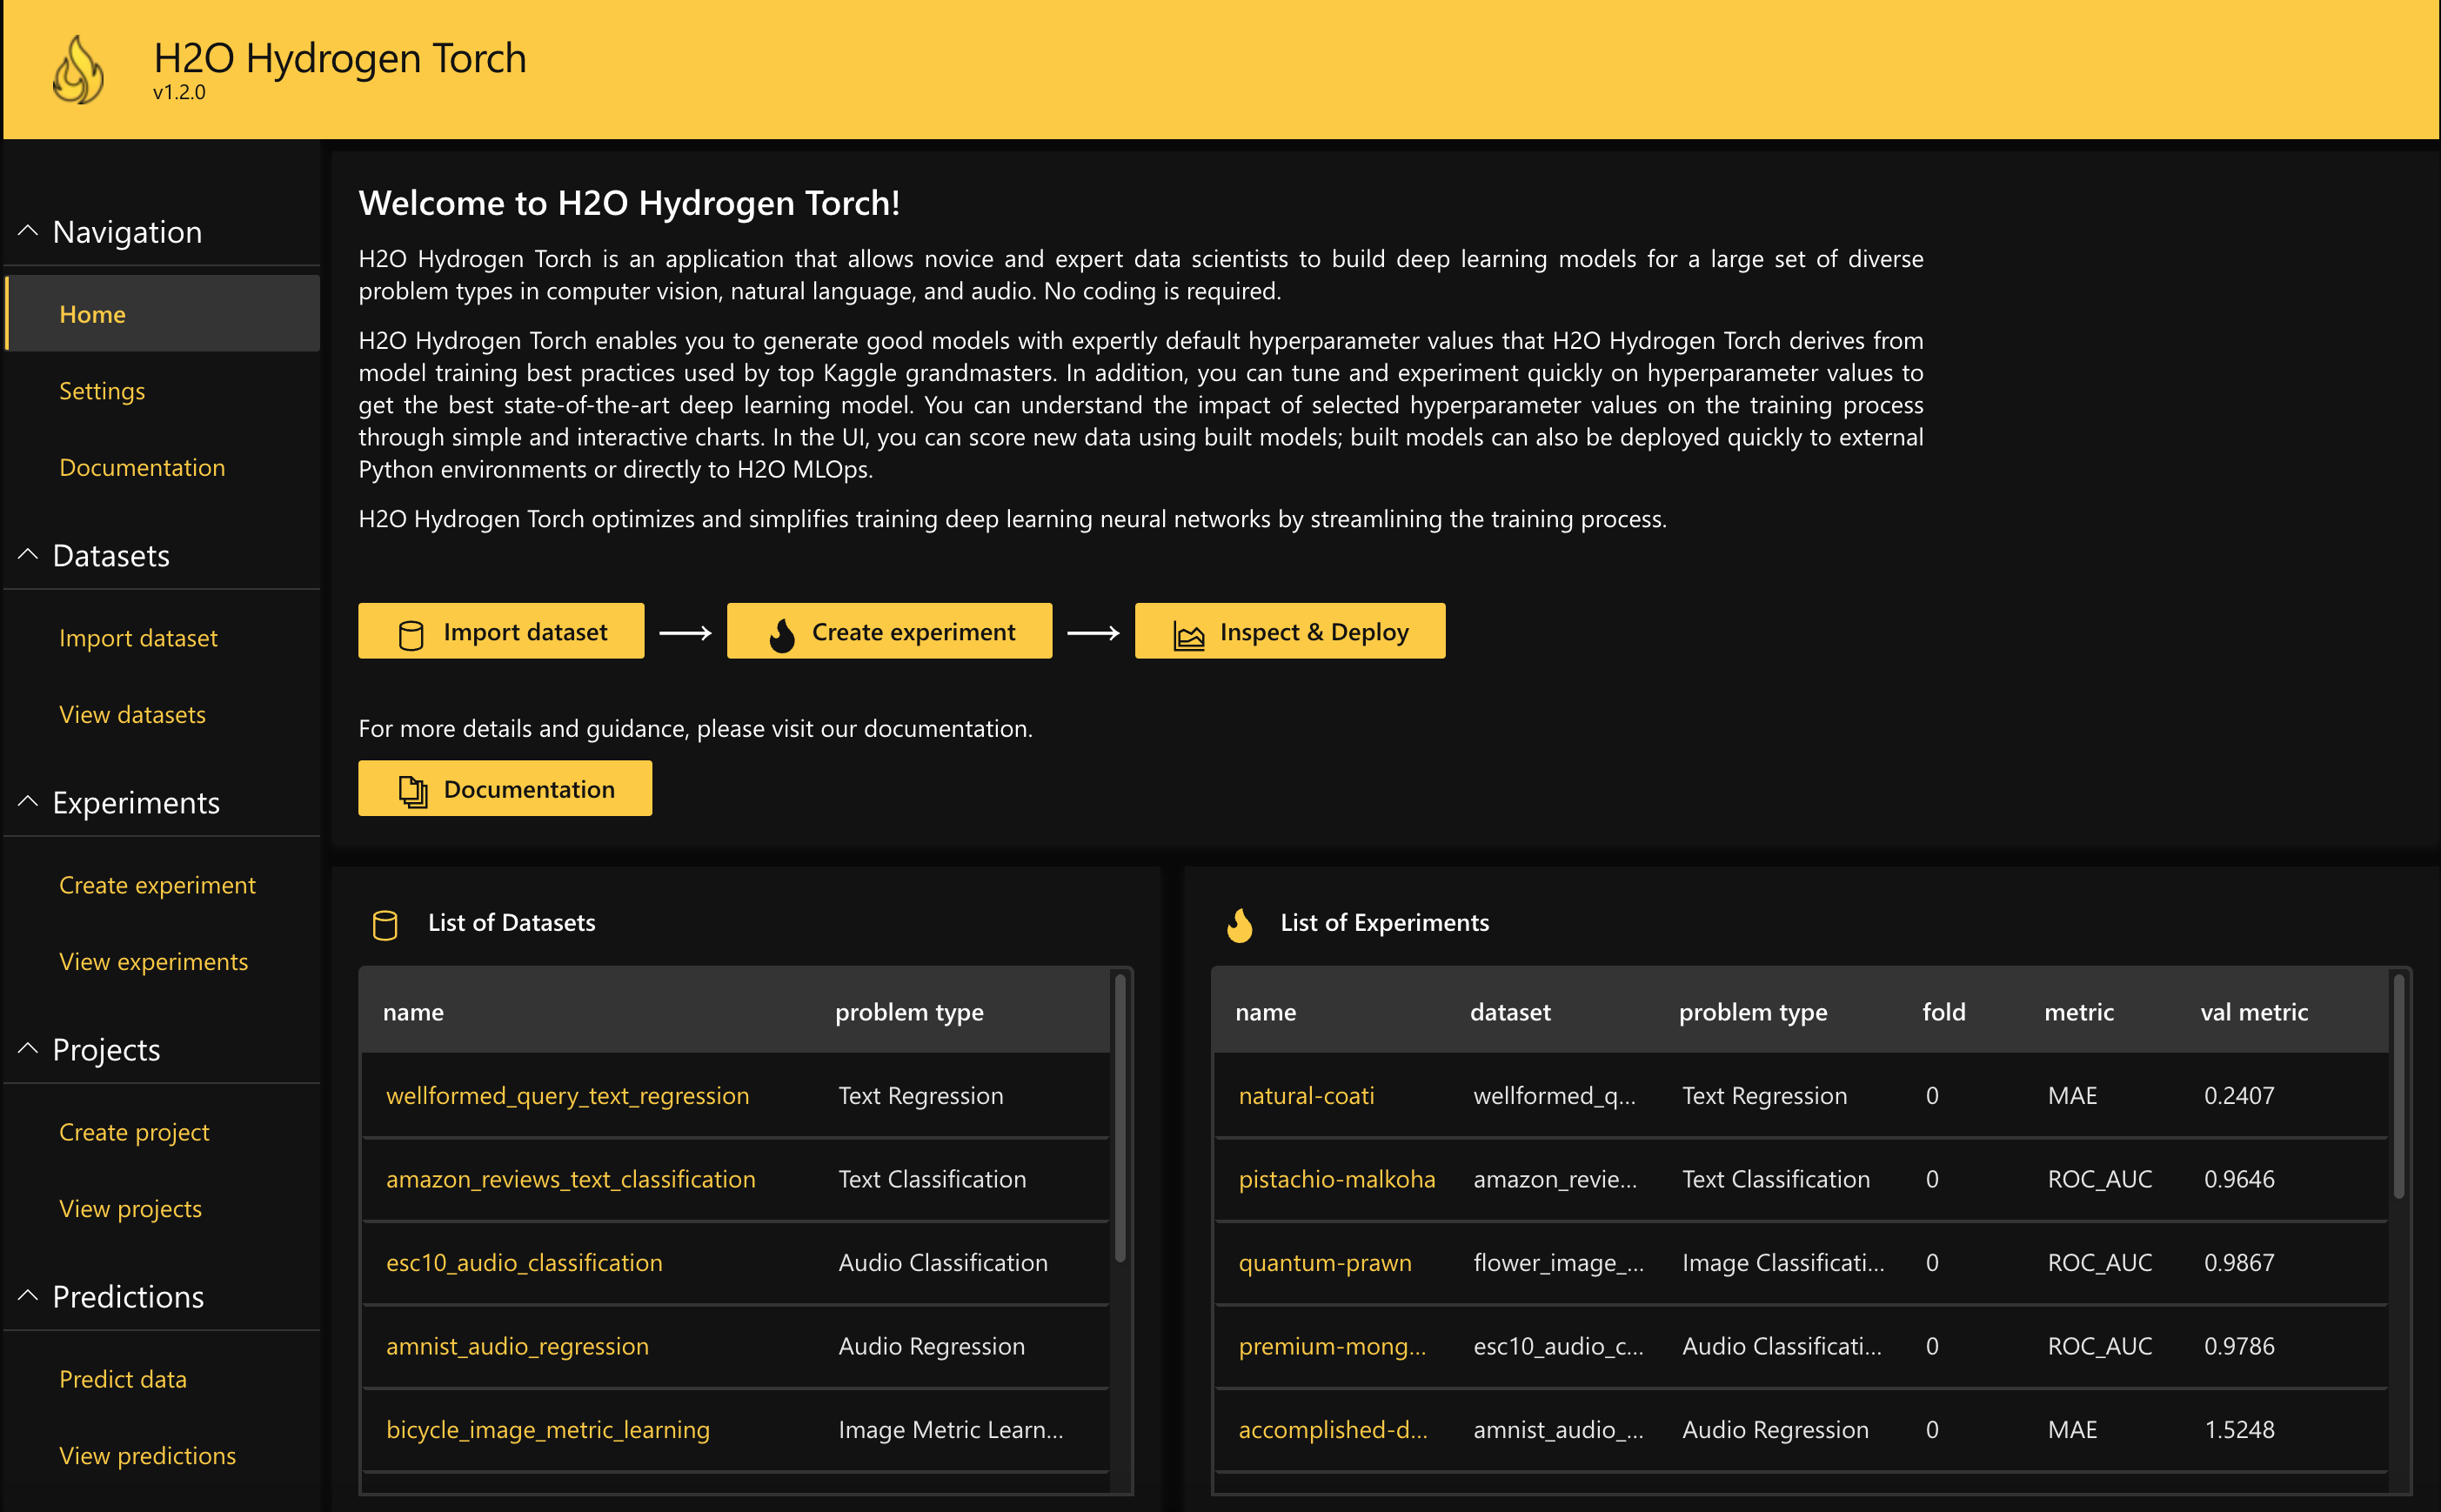 H2O Hydrogen Torch
v1.2.0
Navigation
Home
Settings
Documentation
Datasets
Import dataset
View datasets
Experiments
Create experiment
View experiments
Projects
Create project
View projects
Predictions
Predict data
View predictions
Welcome to H2O Hydrogen Torch!
H2O Hydrogen Torch is an application that allows novice and expert data scientists to build deep learning models for a large set of diverse
problem types in computer vision, natural language, and audio. No coding is required.
H2O Hydrogen Torch enables you to generate good models with expertly default hyperparameter values that H2O Hydrogen Torch derives from
model training best practices used by top Kaggle grandmasters. In addition, you can tune and experiment quickly on hyperparameter values to
get the best state-of-the-art deep learning model. You can understand the impact of selected hyperparameter values on the training process
through simple and interactive charts. In the UI, you can score new data using built models; built models can also be deployed quickly to external
Python environments or directly to H2O MLOps.
H2O Hydrogen Torch optimizes and simplifies training deep learning neural networks by streamlining the training process.
Import dataset
Create experiment
Inspect & Deploy
For more details and guidance, please visit our documentation.
Documentation
List of Datasets
name problem type
wellformed_query_text_regression Text Regression
amazon_reviews_text_classification Text Classification
esc10_audio_classification Audio Classification
amnist_audio_regression Audio Regression
bicycle_image_metric_learning Image Metric Learn...
List of Experiments
name dataset problem type fold metric val metric
natural-coati wellformed_q... Text Regression 0 MAE 0.2407
pistachio-malkoha amazon_revie... Text Classification 0 ROC_AUC 0.9646
quantum-prawn flower_image_... Image Classificati... 0 ROC_AUC 0.9867
premium-mong... esc10_audio_c... Audio Classificati... 0 ROC_AUC 0.9786
accomplished-d... amnist_audio_... Audio Regression 0 MAE 1.5248